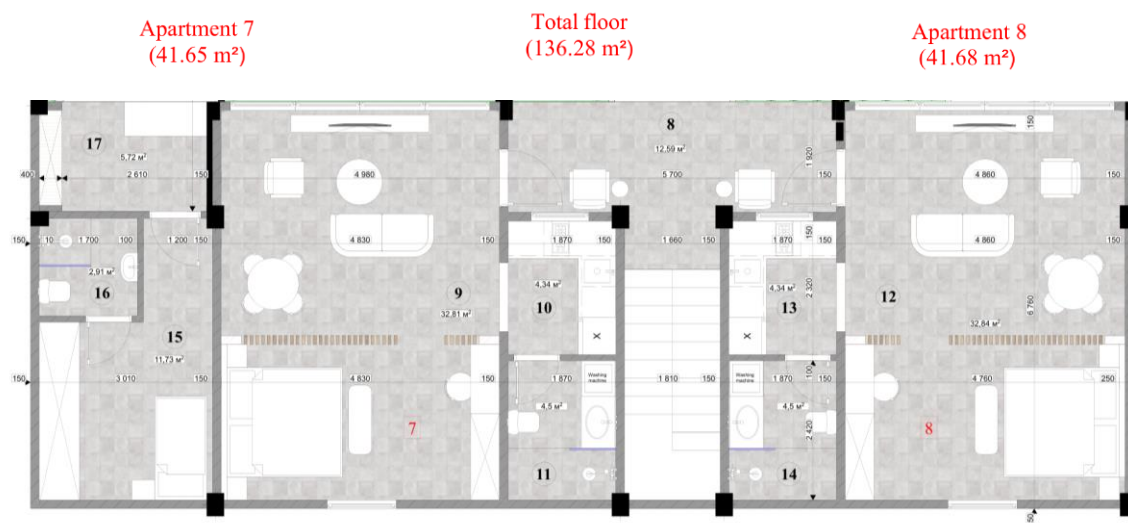 Apartment 7
(41.65 m²)
Total floor
(136.28 m²)
Apartment 8
(41.68 m²)
17
5,72 м²
400
2 610
150
8
12.59 м²
5 700
150
1 920
150
4 980
4 860
150
150
10
1 700
100
1 200
150
4 830
150
1 870
150
1 660
150
1 870
150
4 860
150
2,91 м²
16
9
32,81 м²
4,34 м²
10
4,34 м²
13
2 320
12
32,84 м²
6 760
15
11,73 м²
X
X
150
3 010
150
4 830
150
1 870
Washing
machine
150
1 810
150
Washing
machine
1 870
100
150
4 760
250
4,5 м²
4,5 м²
2 420
7
8
11
14
50